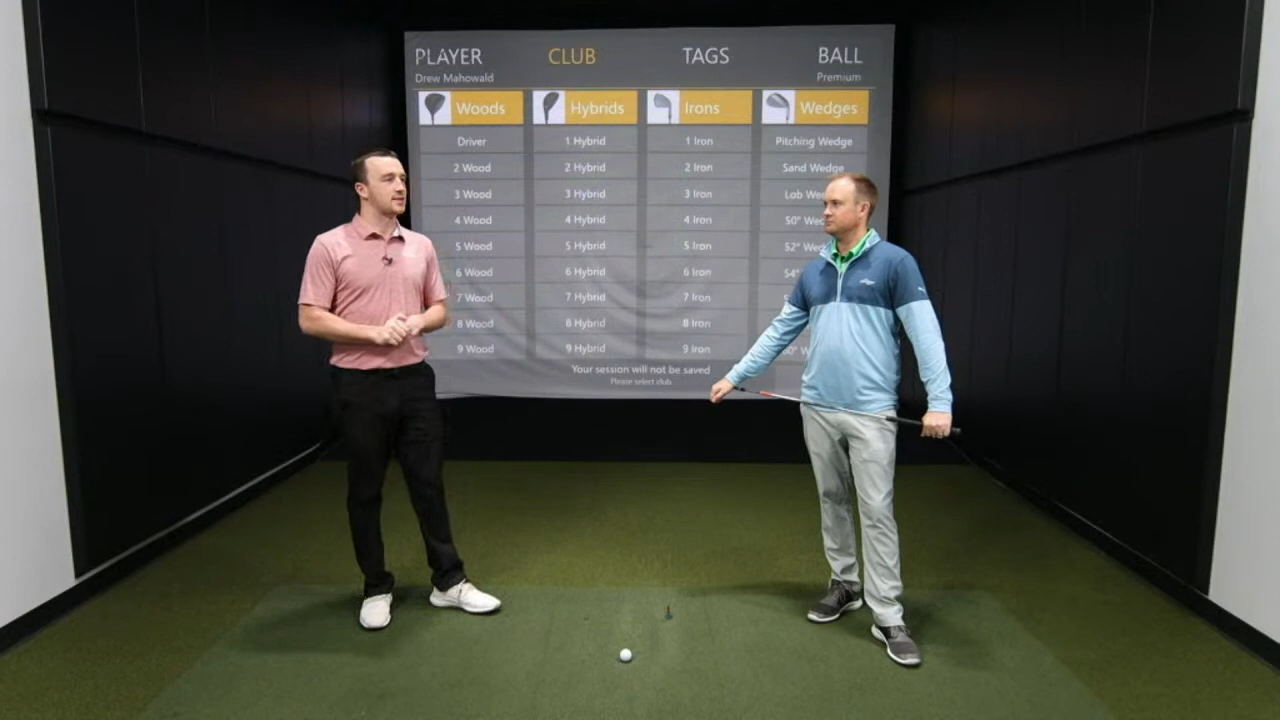 PLAYER CLUB TAGS BALL
Drew Mahowald Premium
Woods Hybrids Irons Wedges
Driver 1 Hybrid 1 Iron Pitching Wedge
2 Wood 2 Hybrid 2 Iron Sand Wedge
3 Wood 3 Hybrid 3 Iron Lob
4 Wood 4 Hybrid 4 Iron 50°
5 Wood 5 Hybrid 5 Iron 52°
6 Wood 6 Hybrid 6 Iron 54°
7 Wood 7 Hybrid 7 Iron
8 Wood 8 Hybrid 8 Iron
9 Wood 9 Hybrid 9 Iron
Your session will not be saved
Please select club